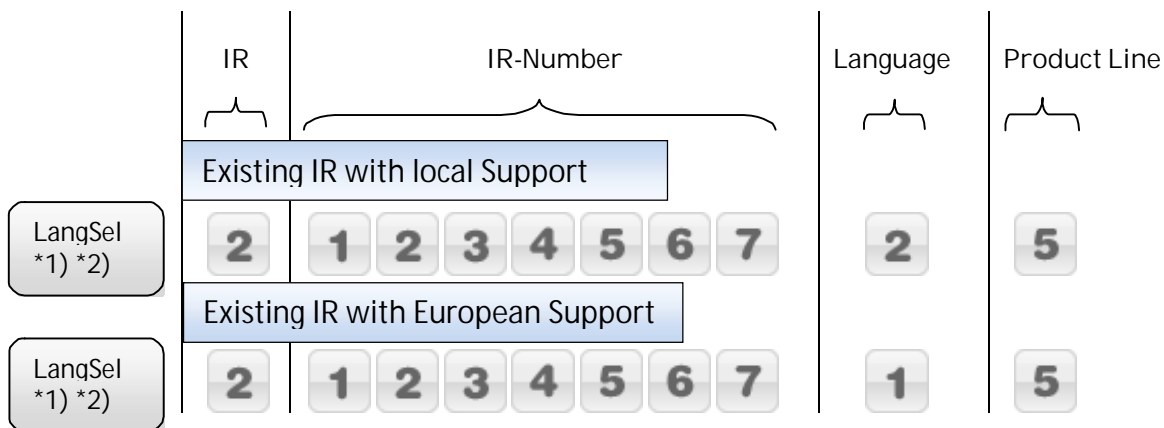 IR IR-Number Language Product Line
Existing IR with local Support
LangSel
*1) *2)
2 1 2 3 4 5 6 7 2 5
Existing IR with European Support
LangSel
*1) *2)
2 1 2 3 4 5 6 7 1 5